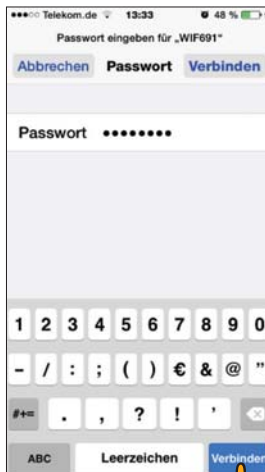 Telekom.de 13:33 48 %
Passwort eingeben für „WIF691“
Abbrechen Passwort Verbinden
Passwort ••••••••
1 2 3 4 5 6 7 8 9 0
- / : ; ( ) € & @ "
#+= . , ? ! '
ABC Leerzeichen Verbinden